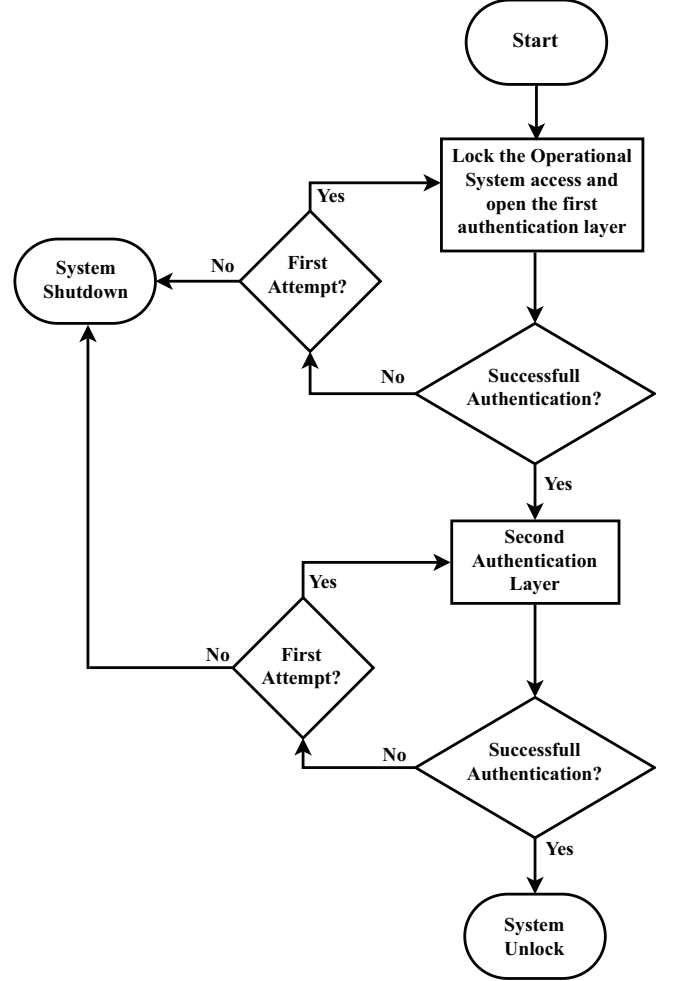 Start
Lock the Operational
System access and
open the first
authentication layer
Yes
First
Attempt?
No
System
Shutdown
Successfull
Authentication?
No
Yes
Second
Authentication
Layer
Yes
First
Attempt?
No
Successfull
Authentication?
No
Yes
System
Unlock